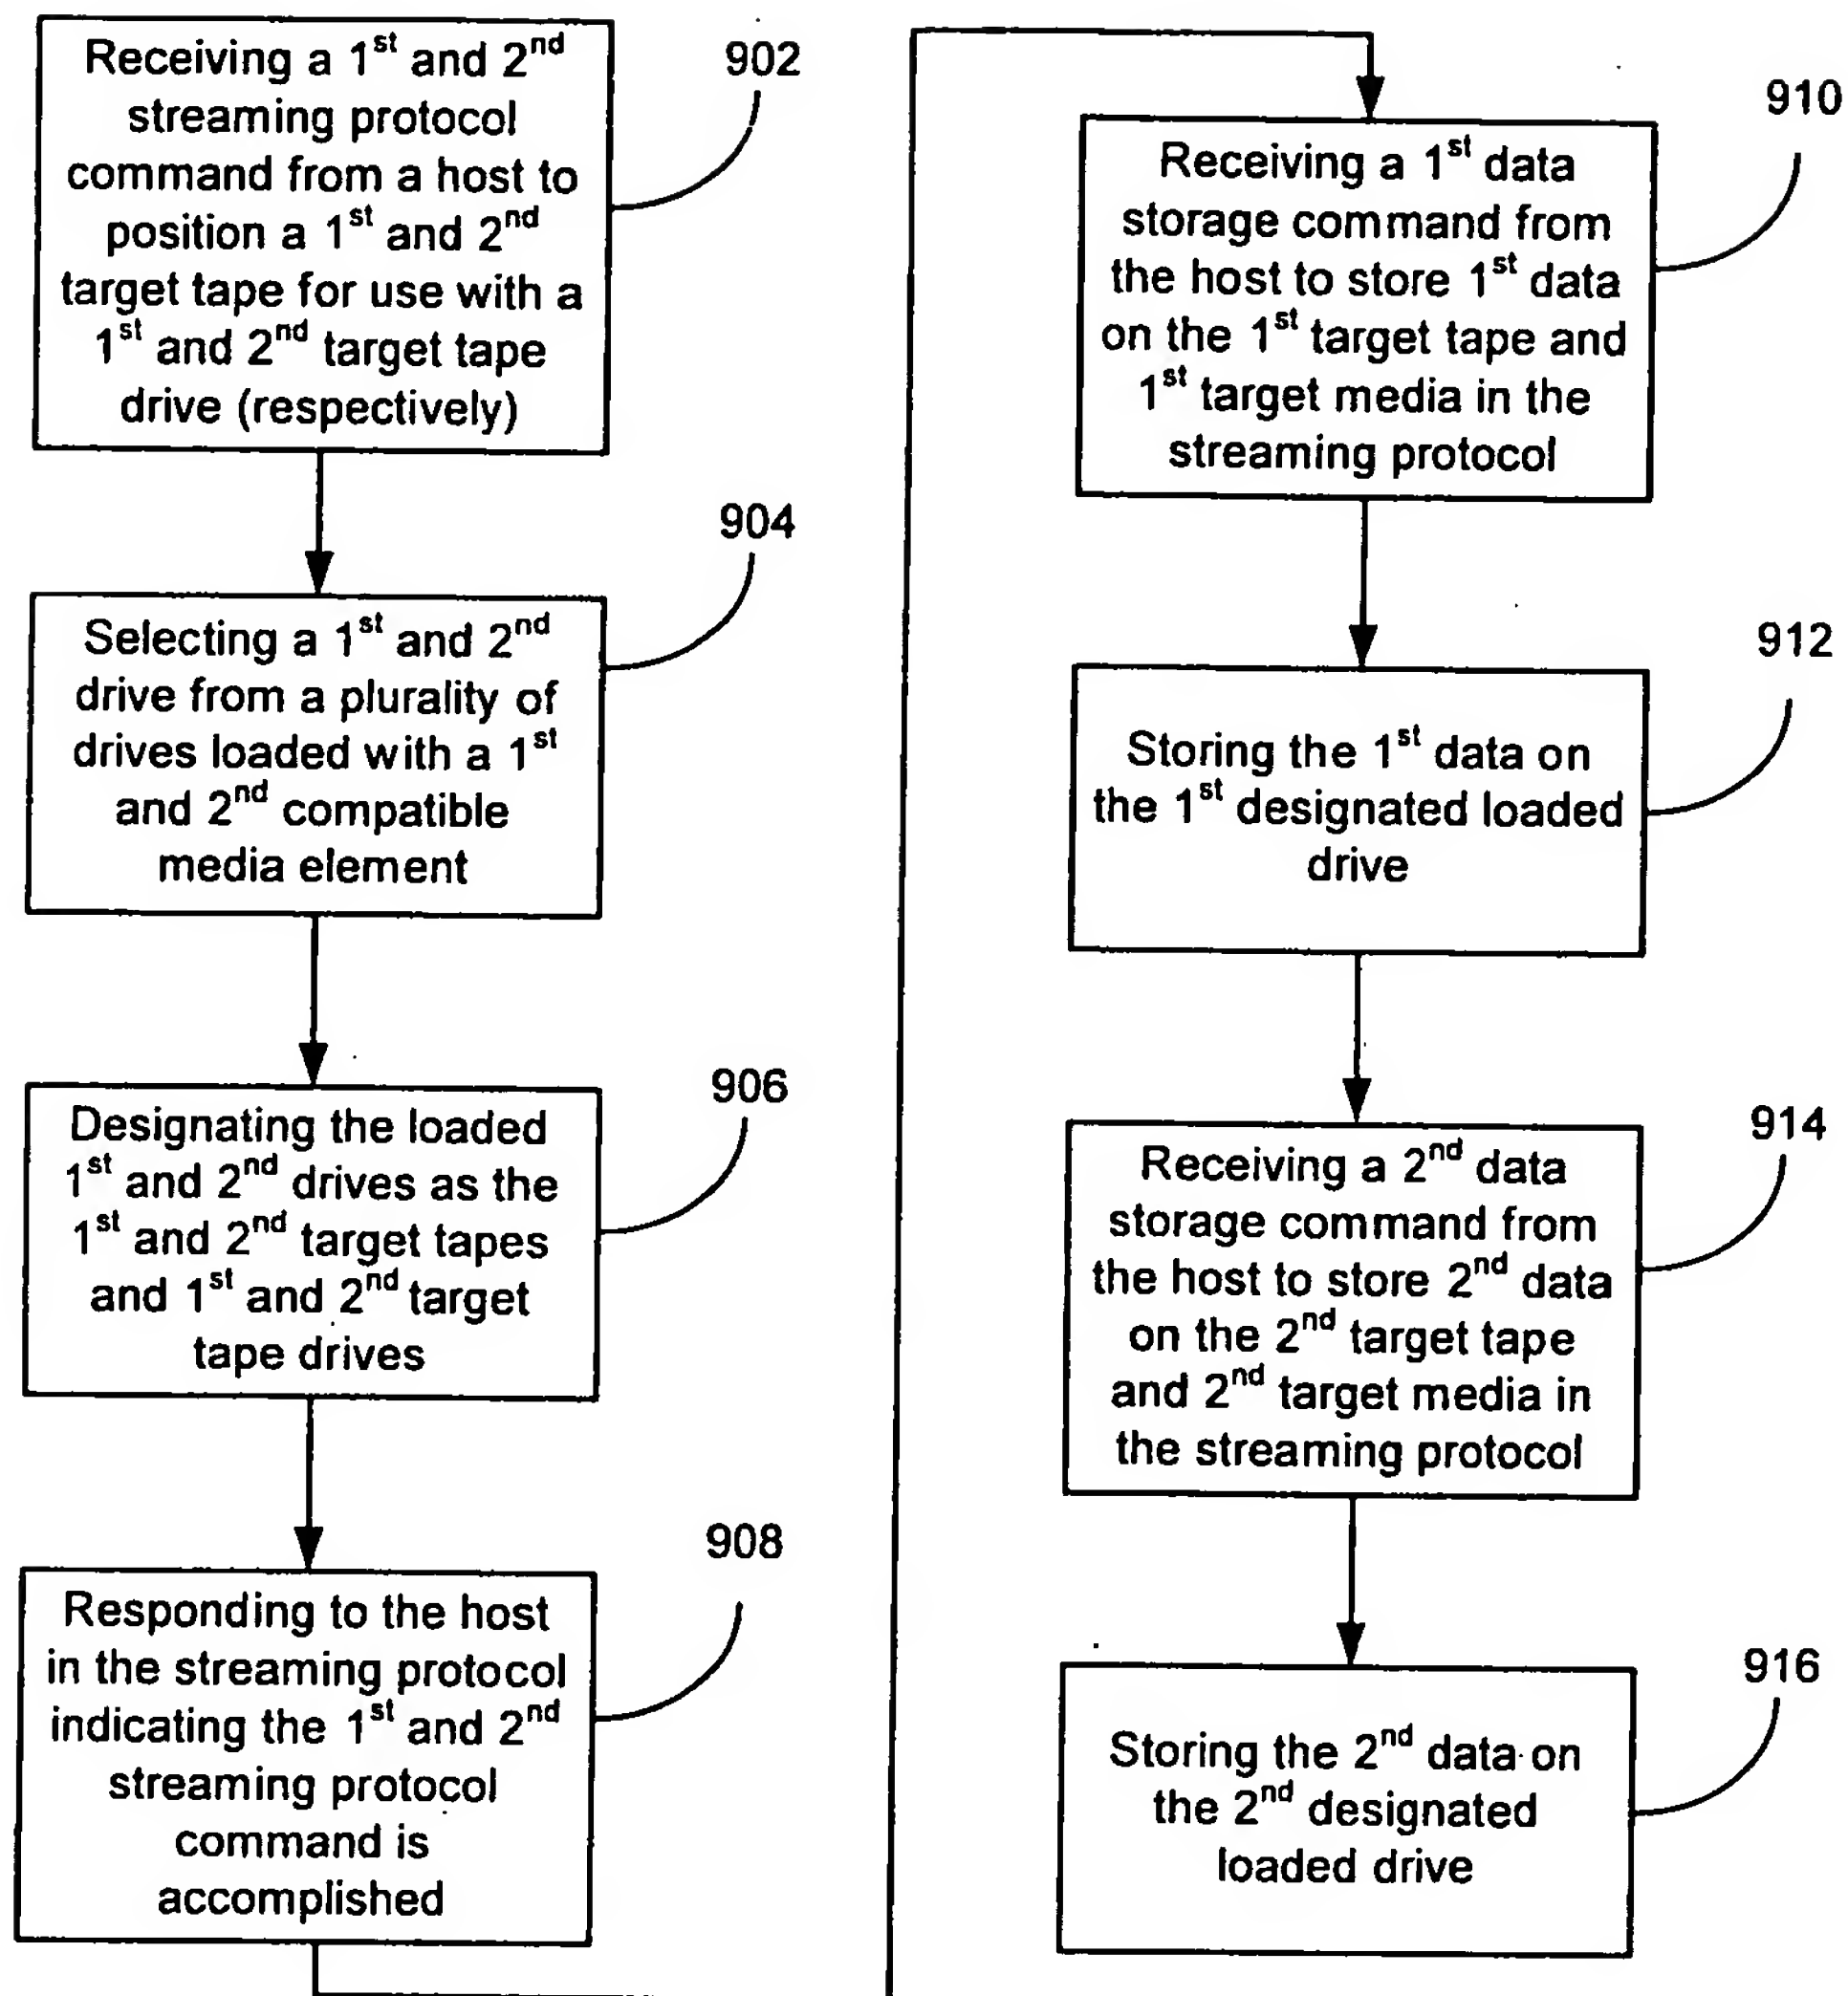 Receiving a 1st and 2nd
streaming protocol
command from a host to
position a 1st and 2nd
target tape for use with a
1st and 2nd target tape
drive (respectively)
902
Selecting a 1st and 2nd
drive from a plurality of
drives loaded with a 1st
and 2nd compatible
media element
904
Designating the loaded
1st and 2nd drives as the
1st and 2nd target tapes
and 1st and 2nd target
tape drives
906
Responding to the host
in the streaming protocol
indicating the 1st and 2nd
streaming protocol
command is
accomplished
908
Receiving a 1st data
storage command from
the host to store 1st data
on the 1st target tape and
1st target media in the
streaming protocol
910
Storing the 1st data on
the 1st designated loaded
drive
912
Receiving a 2nd data
storage command from
the host to store 2nd data
on the 2nd target tape
and 2nd target media in
the streaming protocol
914
Storing the 2nd data on
the 2nd designated
loaded drive
916